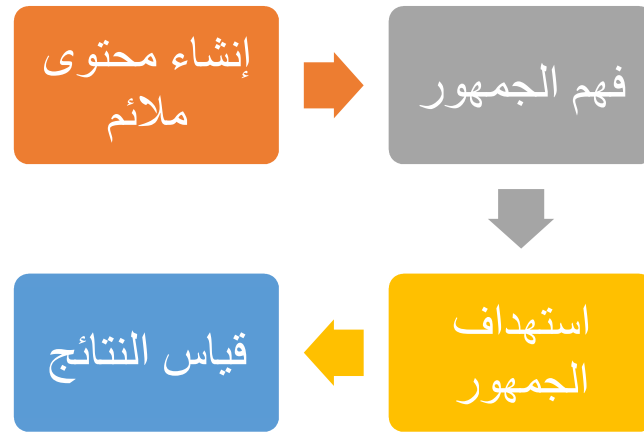 إنشاء محتوى
ملائم
فهم الجمهور
استهداف
الجمهور
قياس النتائج